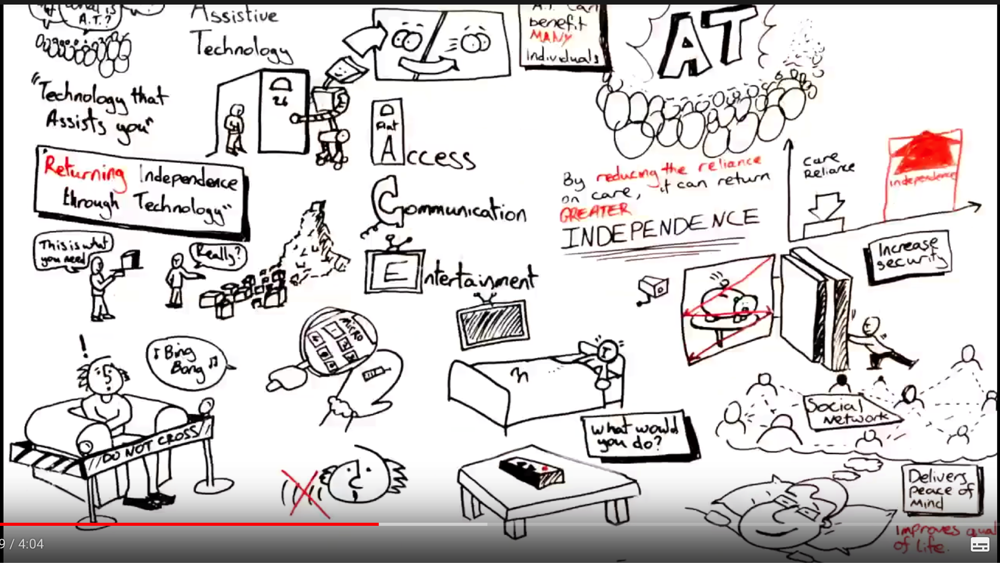 what is
A.T.?
Assistive
Technology
"Technology that
Assists you"
"Returning Independence
through Technology"
This is what
you need
Really?
26
Flat
Access
Communication
Entertainment
A.T. can
benefit
MANY
Individuals
AT
By reducing the reliance
on care, it can return
GREATER
INDEPENDENCE
Care
Reliance
independence
Increase
security
!
♪ Bing
Bong ♫
DO NOT CROSS
MICRO
What would
you do?
Social
Network
Delivers
peace of
Mind
Improves qual
of life.
9 / 4:04